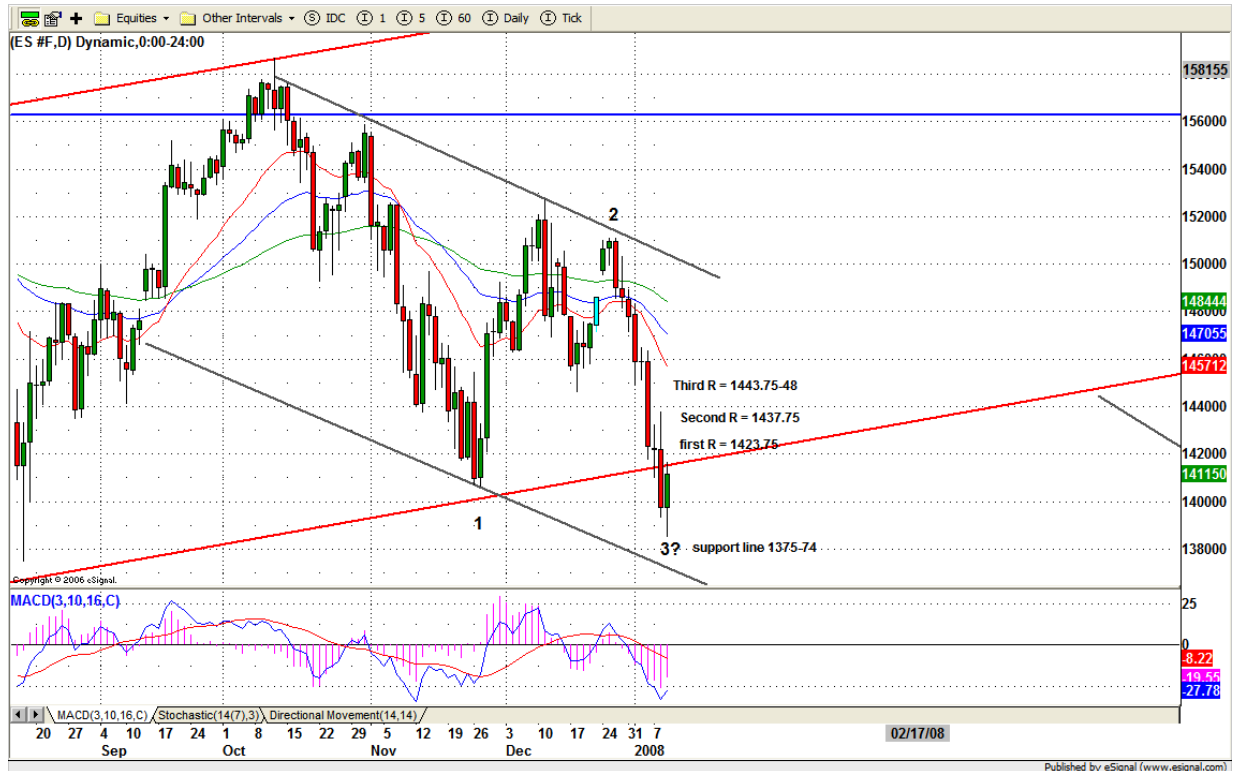 Equities Other Intervals S IDC I 1 I 5 I 60 I Daily I Tick
(ES #F,D) Dynamic,0:00-24:00
158155
156000
154000
2
152000
150000
148444
148000
147055
146000
145712
Third R = 1443.75-48
144000
Second R = 1437.75
first R = 1423.75
142000
141150
140000
1
3? support line 1375-74
138000
Copyright © 2006 eSignal.
MACD(3,10,16,C)
25
0
-8.22
-19.55
-27.78
MACD(3,10,16,C) Stochastic(14(7),3) Directional Movement(14,14)
20 27 4 10 17 24 1 8 15 22 29 5 12 19 26 3 10 17 24 31 7 02/17/08
Sep Oct Nov Dec 2008
Published by eSignal (www.esignal.com)